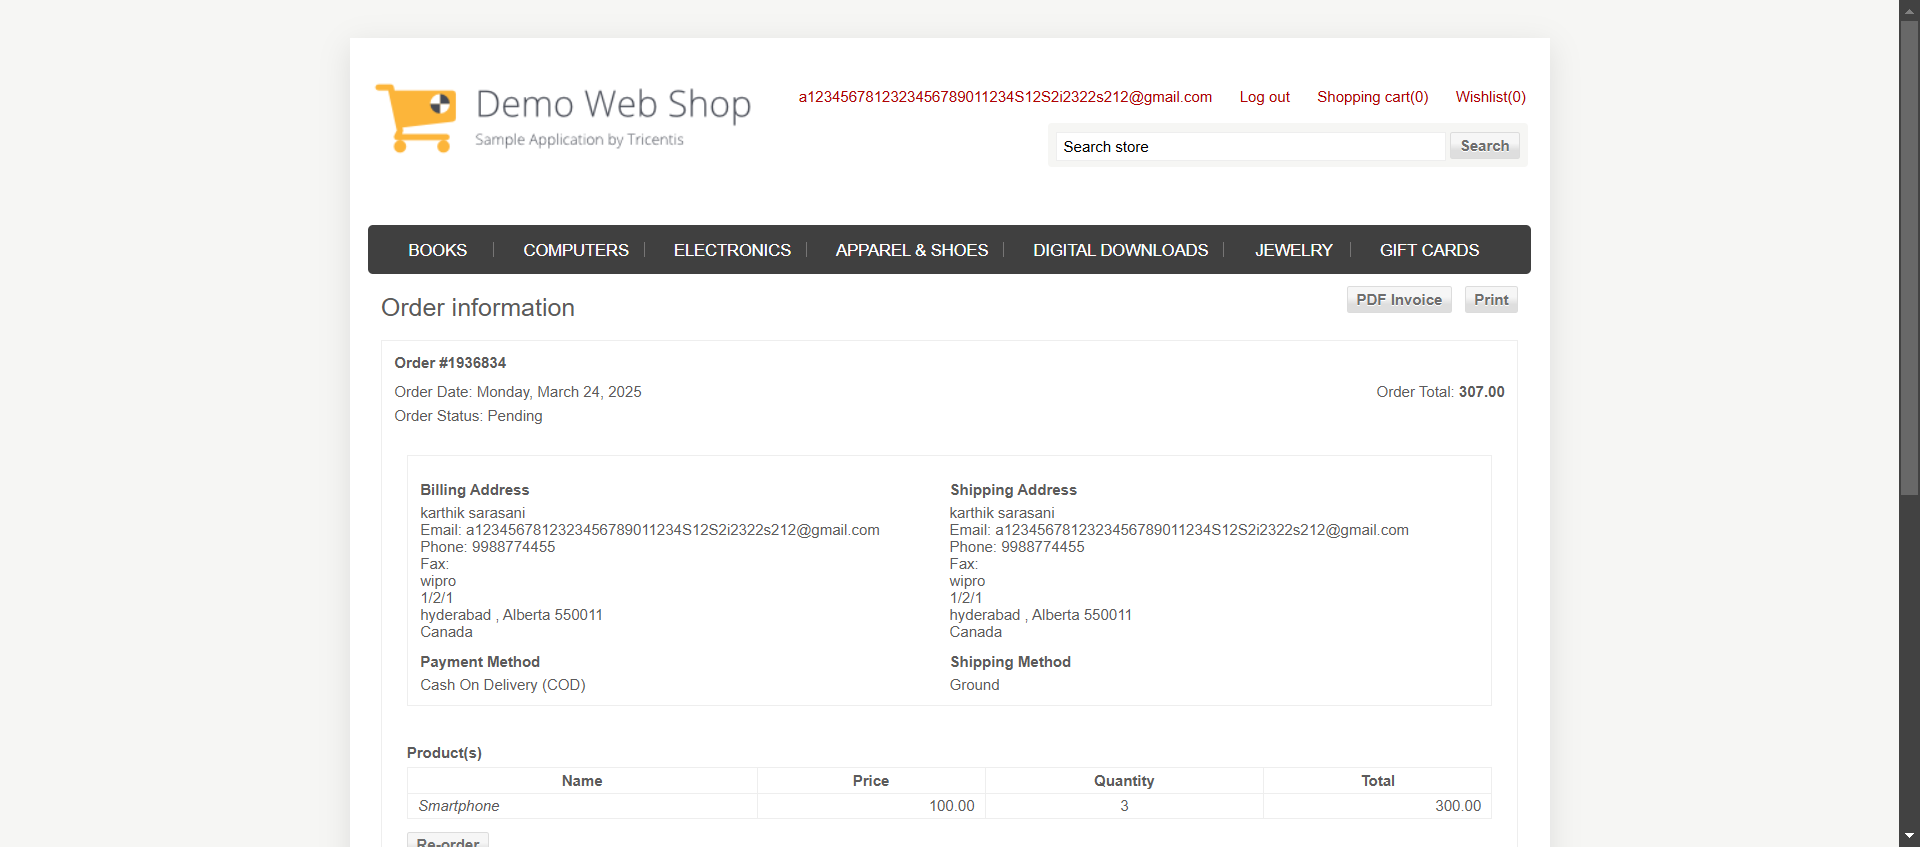 Demo Web Shop
Sample Application by Tricentis
a1234567812323456789011234S12S2i2322s212@gmail.com Log out Shopping cart(0) Wishlist(0)
Search store Search
BOOKS COMPUTERS ELECTRONICS APPAREL & SHOES DIGITAL DOWNLOADS JEWELRY GIFT CARDS
Order information PDF Invoice Print
Order #1936834
Order Date: Monday, March 24, 2025 Order Total: 307.00
Order Status: Pending
Billing Address
karthik sarasani
Email: a1234567812323456789011234S12S2i2322s212@gmail.com
Phone: 9988774455
Fax:
wipro
1/2/1
hyderabad , Alberta 550011
Canada
Payment Method
Cash On Delivery (COD)
Shipping Address
karthik sarasani
Email: a1234567812323456789011234S12S2i2322s212@gmail.com
Phone: 9988774455
Fax:
wipro
1/2/1
hyderabad , Alberta 550011
Canada
Shipping Method
Ground
Product(s)
Name Price Quantity Total
Smartphone 100.00 3 300.00
Re-order